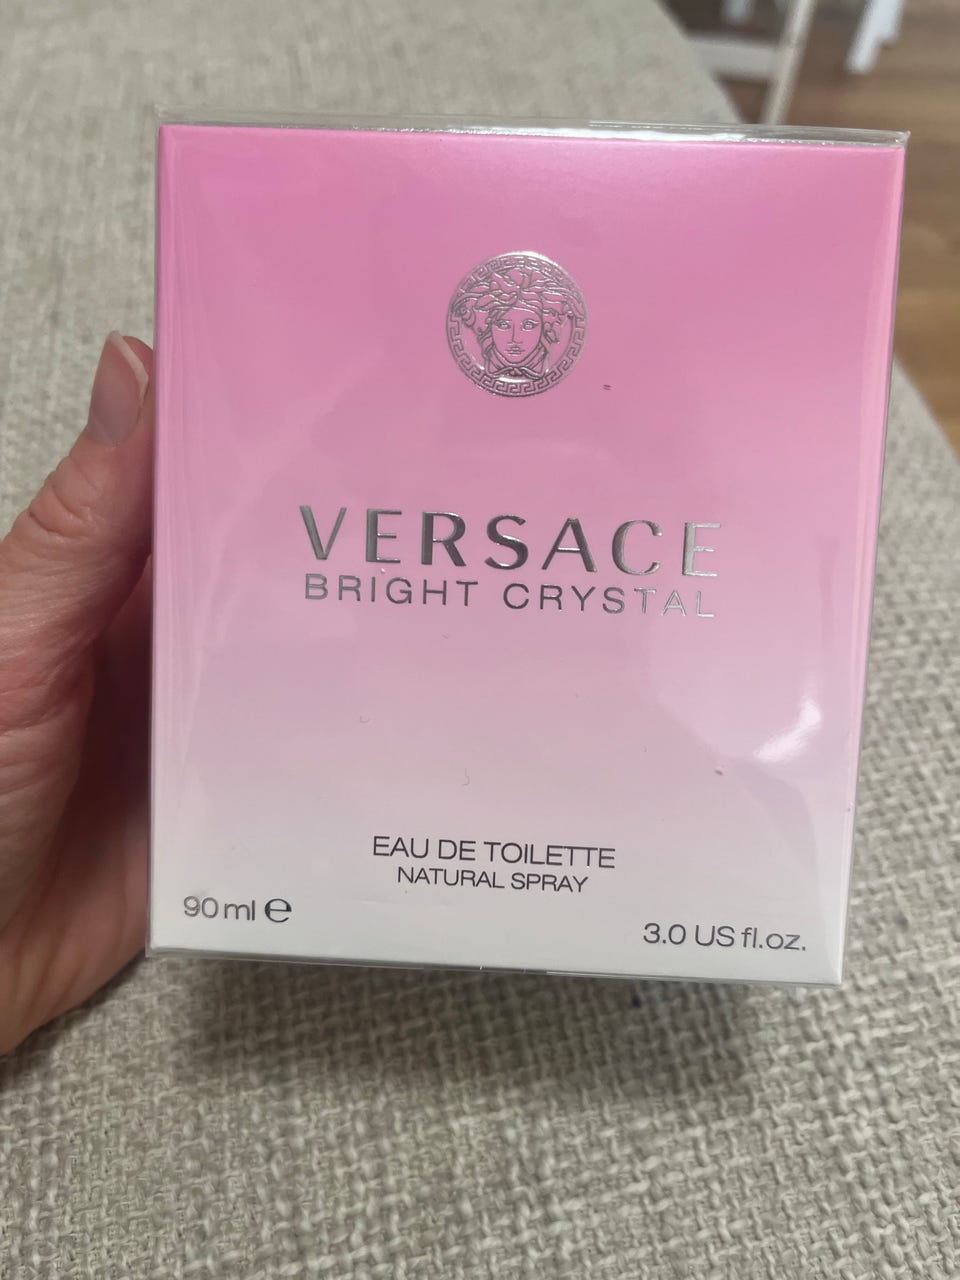 VERSACE
BRIGHT CRYSTAL
EAU DE TOILETTE
NATURAL SPRAY
90 ml ℮
3.0 US fl.oz.